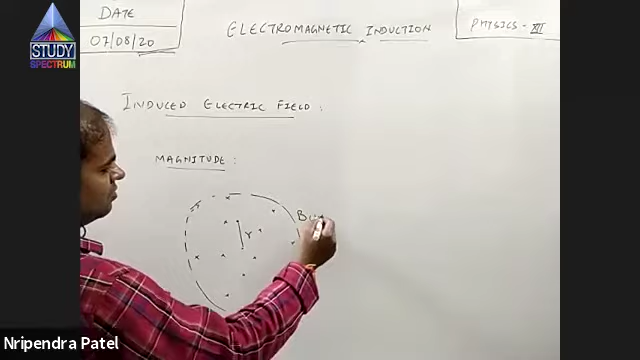 DATE
07/08/20
ELECTROMAGNETIC INDUCTION
PHYSICS - XII
STUDY
SPECTRUM
INDUCED ELECTRIC FIELD :
MAGNITUDE :
r
B
Nripendra Patel